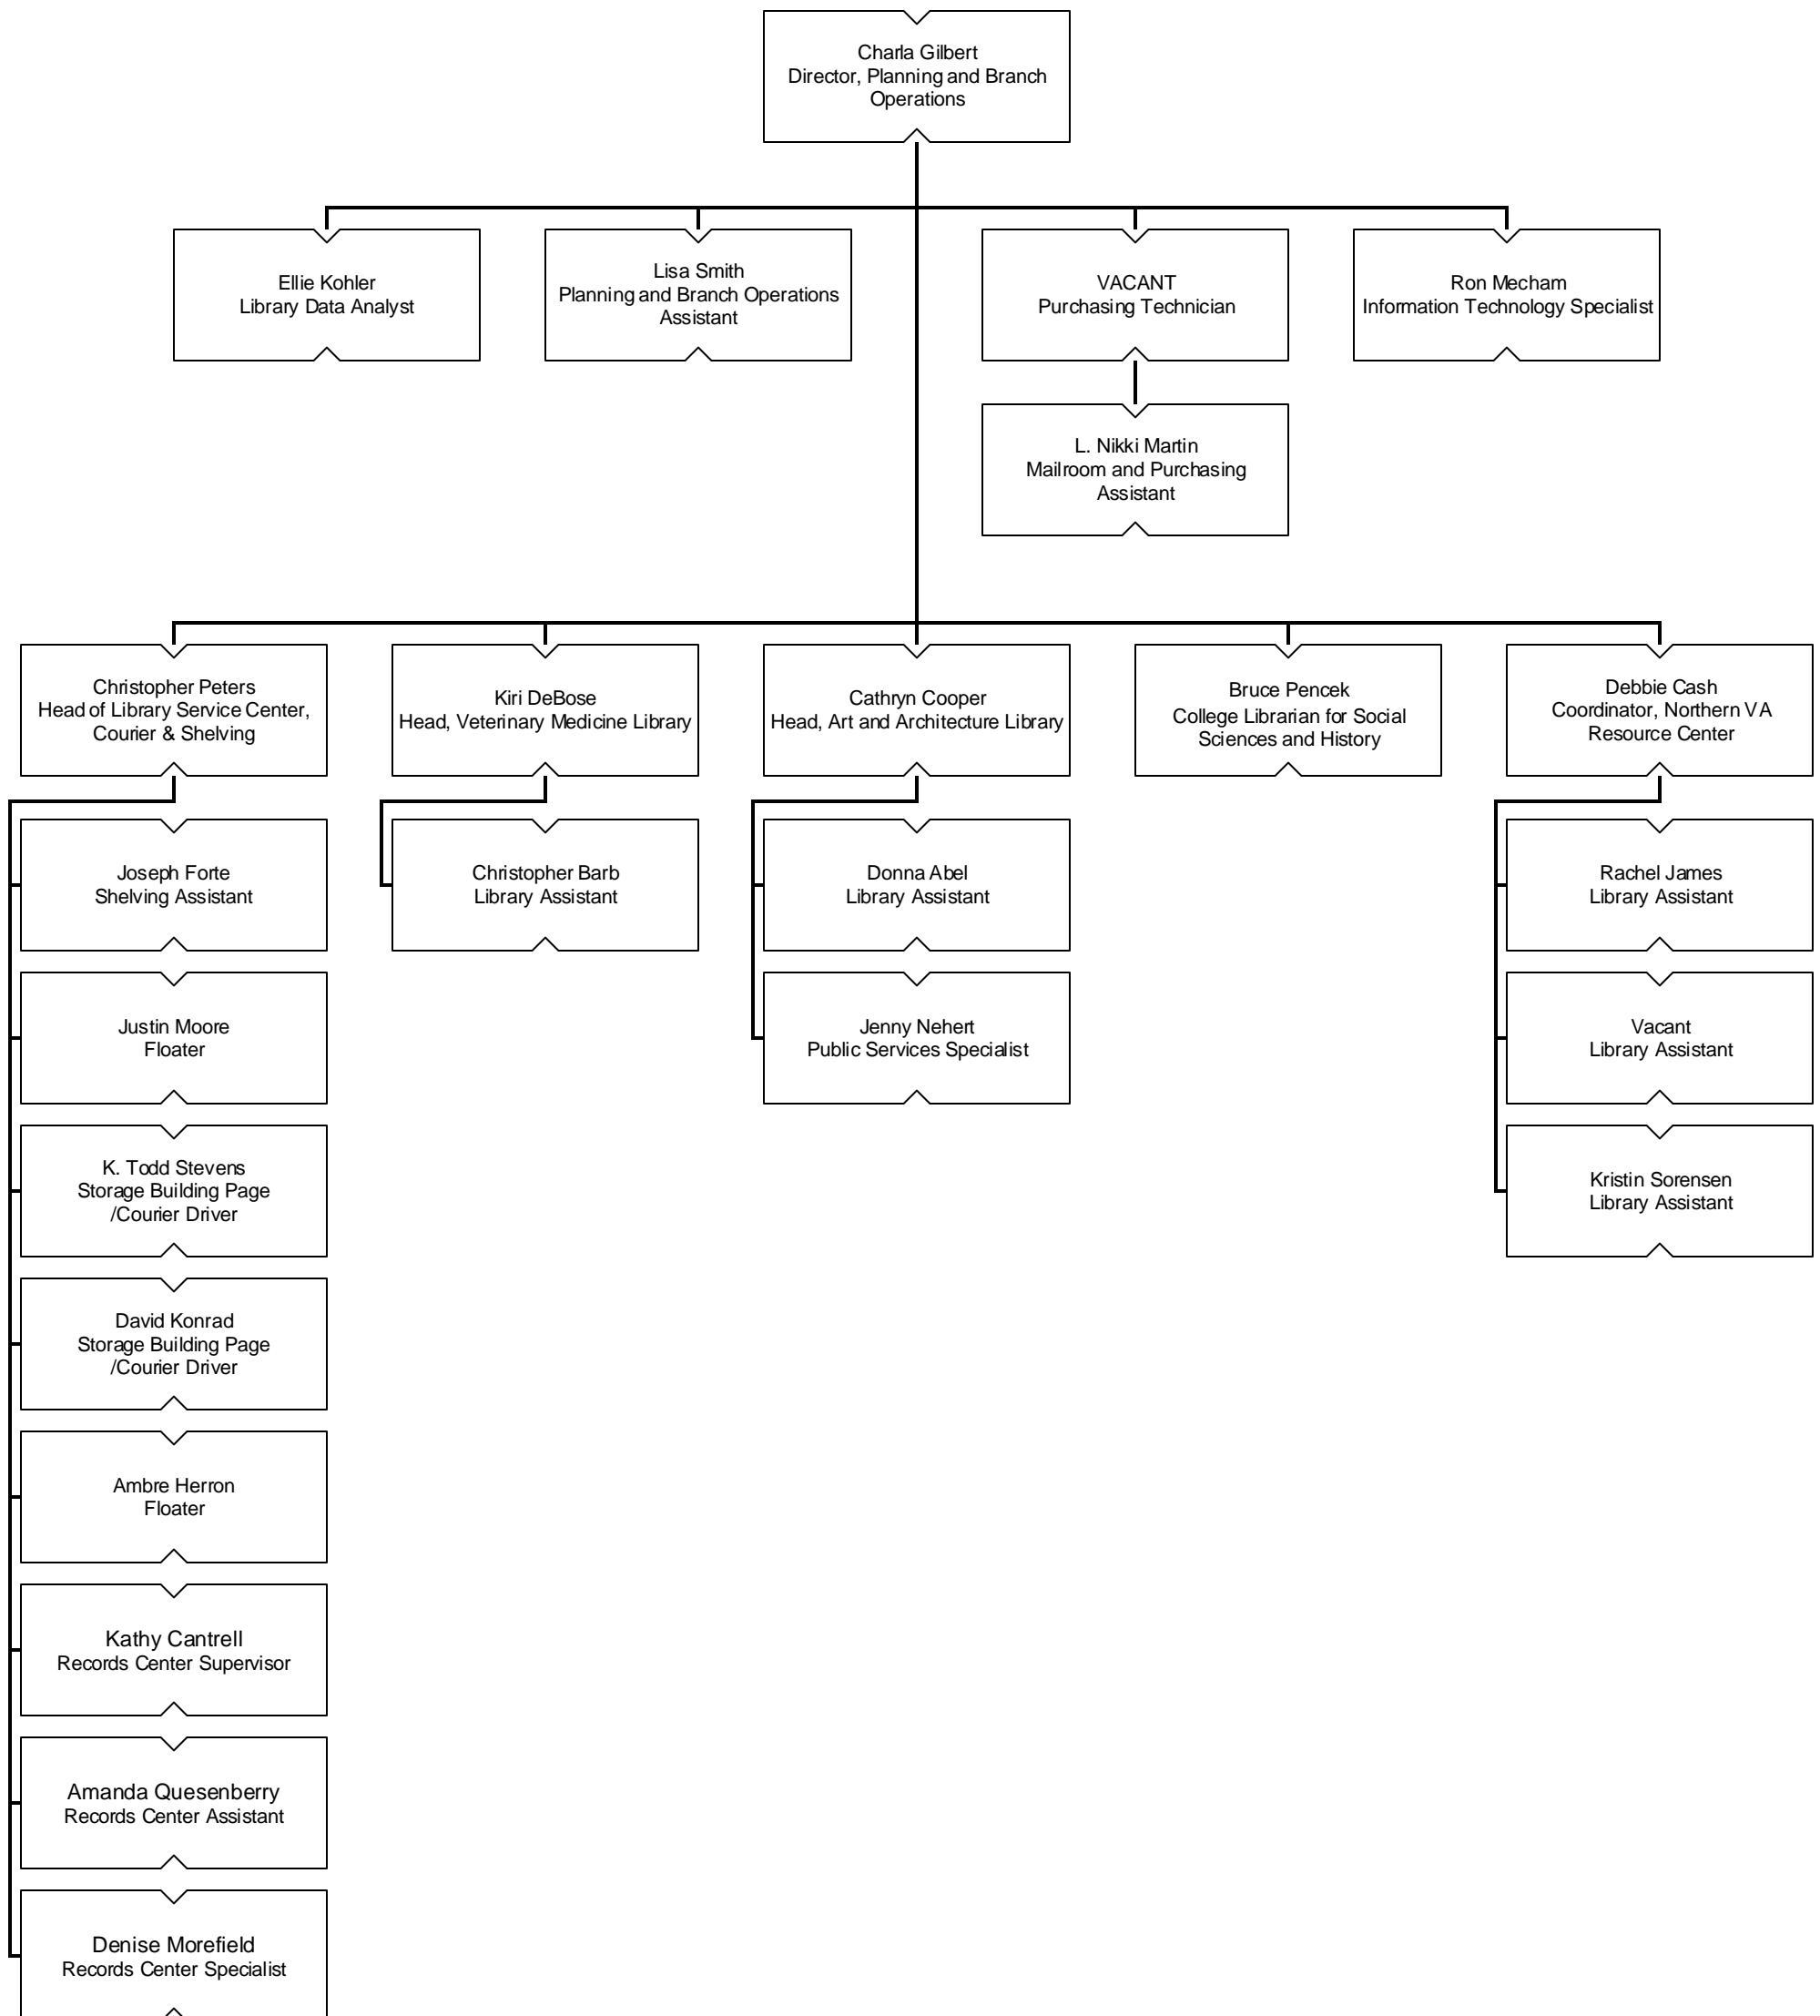 Charla Gilbert
Director, Planning and Branch
Operations
Ellie Kohler
Library Data Analyst
Lisa Smith
Planning and Branch Operations
Assistant
VACANT
Purchasing Technician
Ron Mecham
Information Technology Specialist
L. Nikki Martin
Mailroom and Purchasing
Assistant
Christopher Peters
Head of Library Service Center,
Courier & Shelving
Kiri DeBose
Head, Veterinary Medicine Library
Cathryn Cooper
Head, Art and Architecture Library
Bruce Pencek
College Librarian for Social
Sciences and History
Debbie Cash
Coordinator, Northern VA
Resource Center
Joseph Forte
Shelving Assistant
Christopher Barb
Library Assistant
Donna Abel
Library Assistant
Rachel James
Library Assistant
Justin Moore
Floater
Jenny Nehert
Public Services Specialist
Vacant
Library Assistant
K. Todd Stevens
Storage Building Page
/Courier Driver
Kristin Sorensen
Library Assistant
David Konrad
Storage Building Page
/Courier Driver
Ambre Herron
Floater
Kathy Cantrell
Records Center Supervisor
Amanda Quesenberry
Records Center Assistant
Denise Morefield
Records Center Specialist